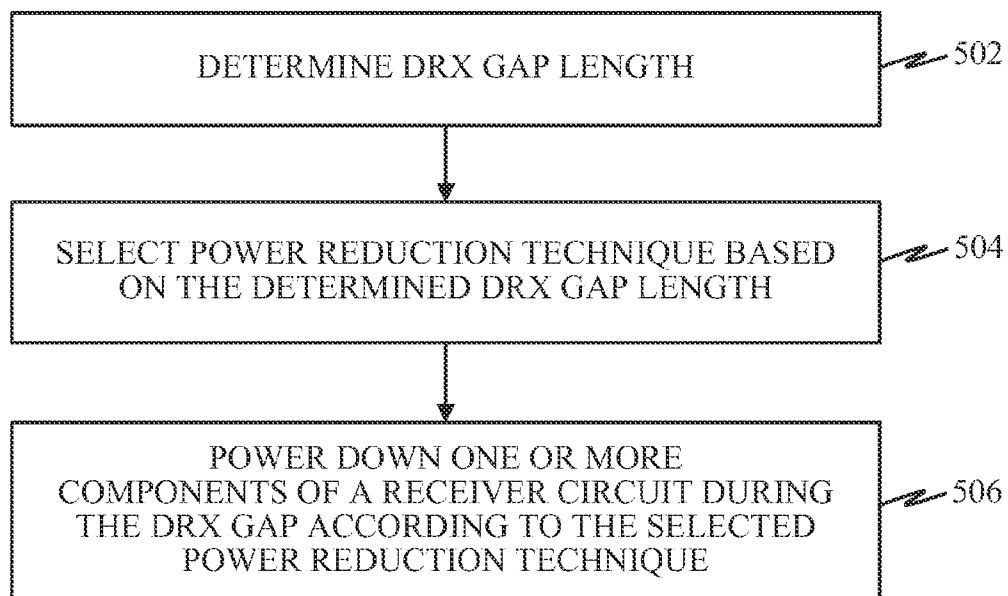 DETERMINE DRX GAP LENGTH
502
SELECT POWER REDUCTION TECHNIQUE BASED
ON THE DETERMINED DRX GAP LENGTH
504
POWER DOWN ONE OR MORE
COMPONENTS OF A RECEIVER CIRCUIT DURING
THE DRX GAP ACCORDING TO THE SELECTED
POWER REDUCTION TECHNIQUE
506